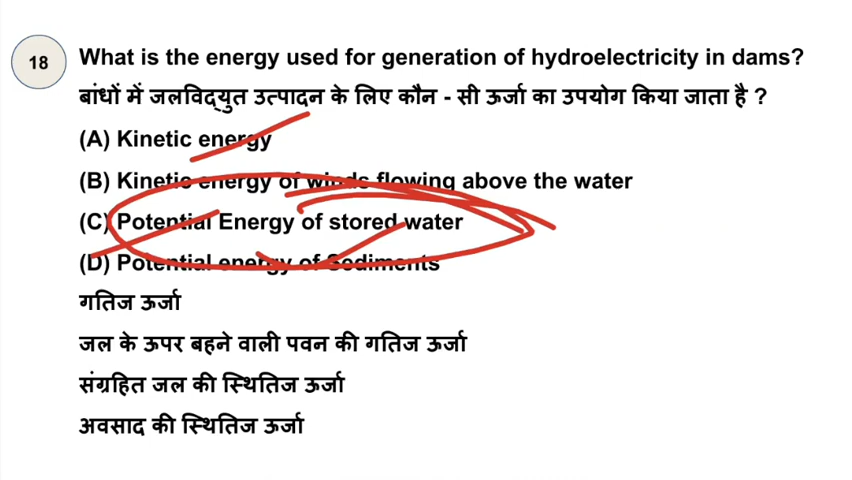 18 What is the energy used for generation of hydroelectricity in dams?
बांधों में जलविद्युत उत्पादन के लिए कौन - सी ऊर्जा का उपयोग किया जाता है ?
(A) Kinetic energy
(B) Kinetic energy of winds flowing above the water
(C) Potential Energy of stored water
(D) Potential energy of Sediments
गतिज ऊर्जा
जल के ऊपर बहने वाली पवन की गतिज ऊर्जा
संग्रहित जल की स्थितिज ऊर्जा
अवसाद की स्थितिज ऊर्जा